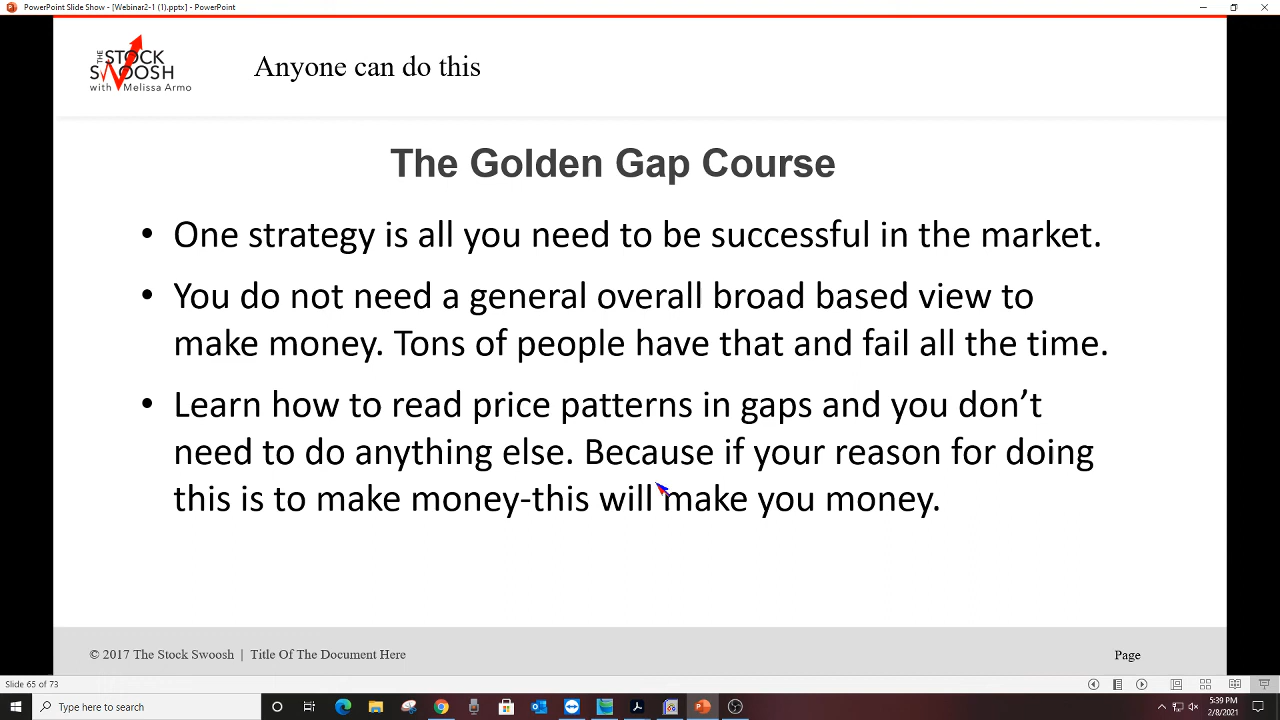 PowerPoint Slide Show - [Webinar2-1 (1).pptx] - PowerPoint
THE STOCK
SWOOSH
with Melissa Armo
Anyone can do this
The Golden Gap Course
• One strategy is all you need to be successful in the market.
• You do not need a general overall broad based view to
make money. Tons of people have that and fail all the time.
• Learn how to read price patterns in gaps and you don’t
need to do anything else. Because if your reason for doing
this is to make money-this will make you money.
© 2017 The Stock Swoosh | Title Of The Document Here
Page
Slide 65 of 73
Type here to search
5:39 PM
2/8/2021